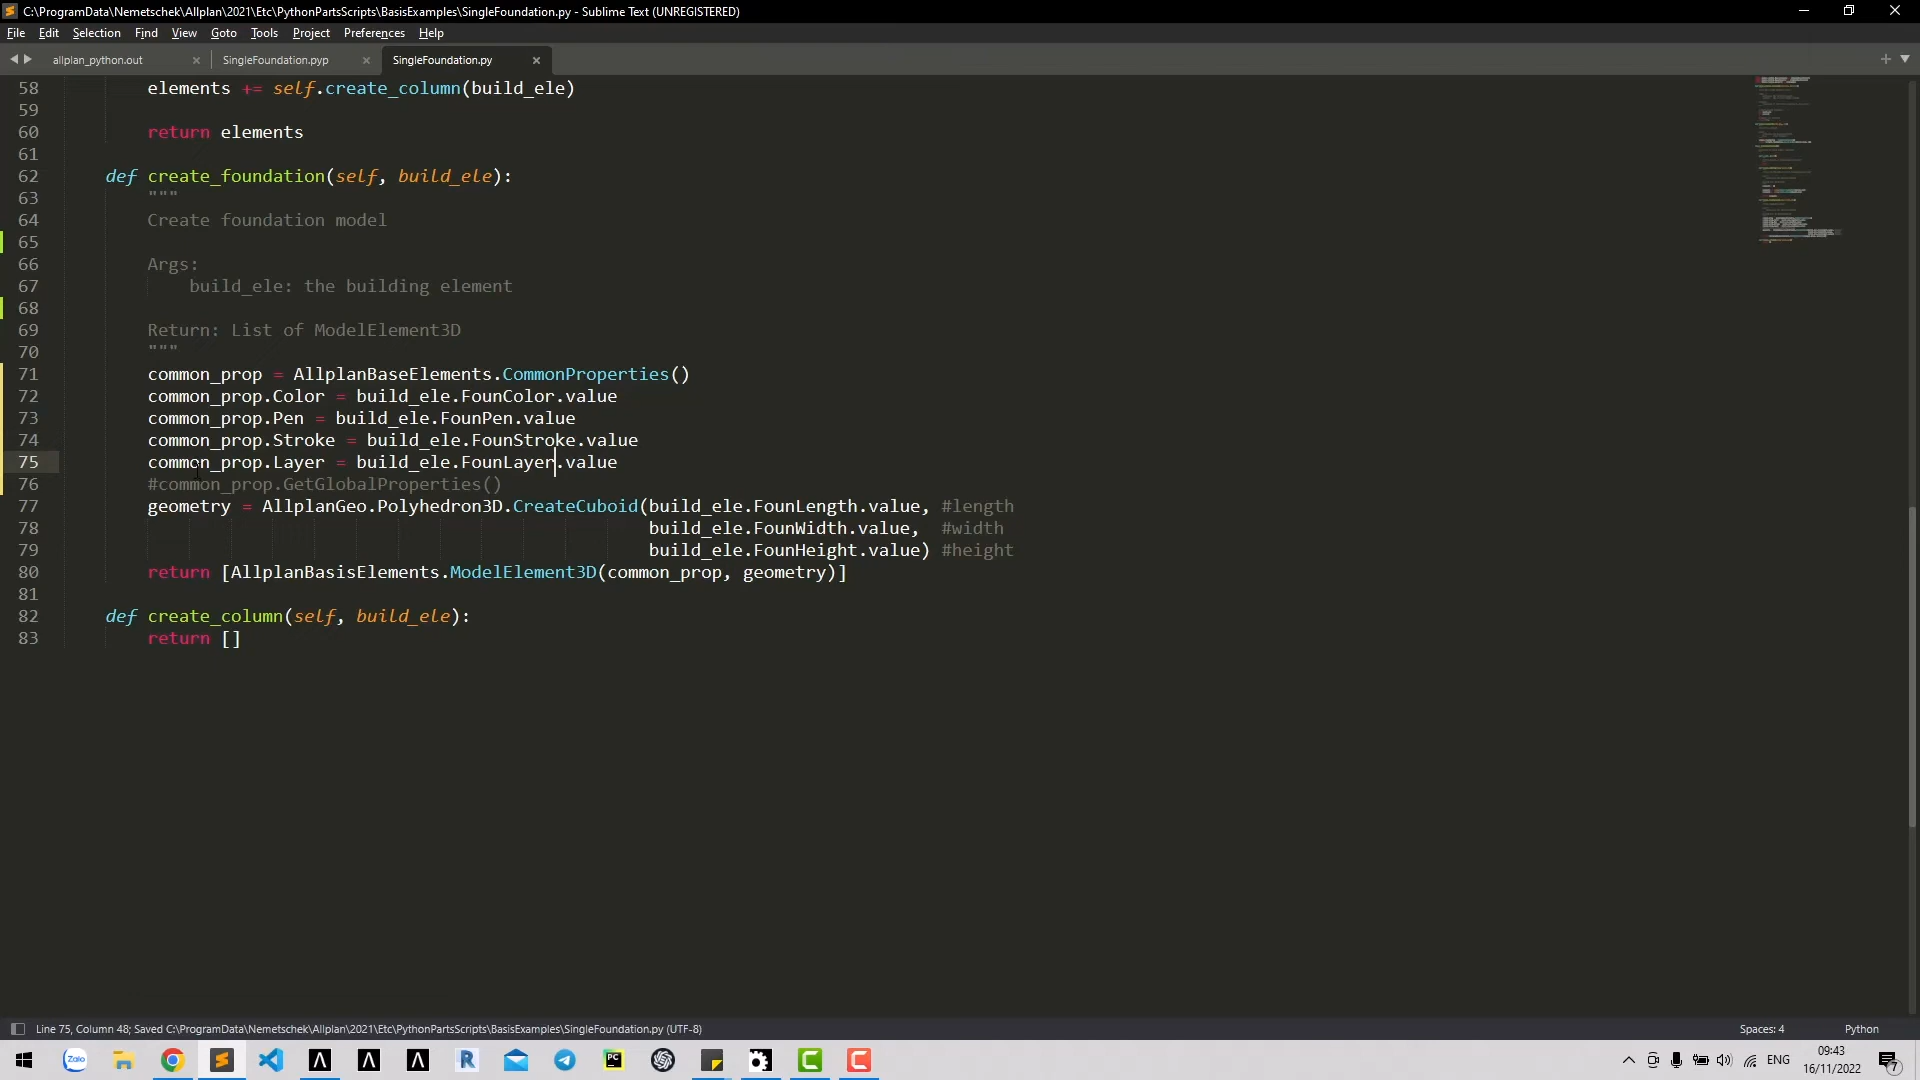 C:\ProgramData\Nemetschek\Allplan\2021\Etc\PythonPartsScripts\BasisExamples\SingleFoundation.py - Sublime Text (UNREGISTERED)
File Edit Selection Find View Goto Tools Project Preferences Help
allplan_python.out SingleFoundation.pyp SingleFoundation.py
58 elements += self.create_column(build_ele)
59
60 return elements
61
62 def create_foundation(self, build_ele):
63 """
64 Create foundation model
65
66 Args:
67 build_ele: the building element
68
69 Return: List of ModelElement3D
70 """
71 common_prop = AllplanBaseElements.CommonProperties()
72 common_prop.Color = build_ele.FounColor.value
73 common_prop.Pen = build_ele.FounPen.value
74 common_prop.Stroke = build_ele.FounStroke.value
75 common_prop.Layer = build_ele.FounLayer.value
76 #common_prop.GetGlobalProperties()
77 geometry = AllplanGeo.Polyhedron3D.CreateCuboid(build_ele.FounLength.value, #length
78 build_ele.FounWidth.value, #width
79 build_ele.FounHeight.value) #height
80 return [AllplanBasisElements.ModelElement3D(common_prop, geometry)]
81
82 def create_column(self, build_ele):
83 return []
Line 75, Column 48; Saved C:\ProgramData\Nemetschek\Allplan\2021\Etc\PythonPartsScripts\BasisExamples\SingleFoundation.py (UTF-8) Spaces: 4 Python
Zalo R PC ENG 09:43
16/11/2022 7